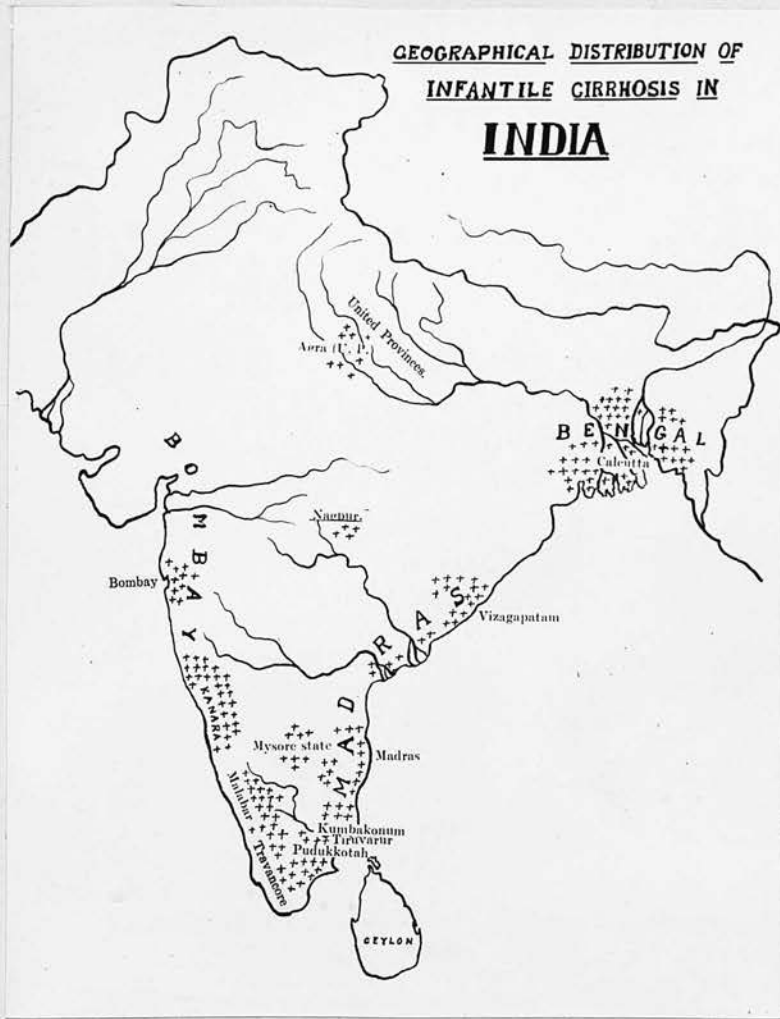 GEOGRAPHICAL DISTRIBUTION OF
INFANTILE CIRRHOSIS IN
INDIA
United Provinces.
Agra (U. P.)
BENGAL
Calcutta
BOMBAY
Nagpur.
Bombay
Vizagapatam
MADRAS
KANARA
Mysore state
Madras
Malabar
Kumbakonum
Tiruvarur
Pudukkotah
Travancore
CEYLON